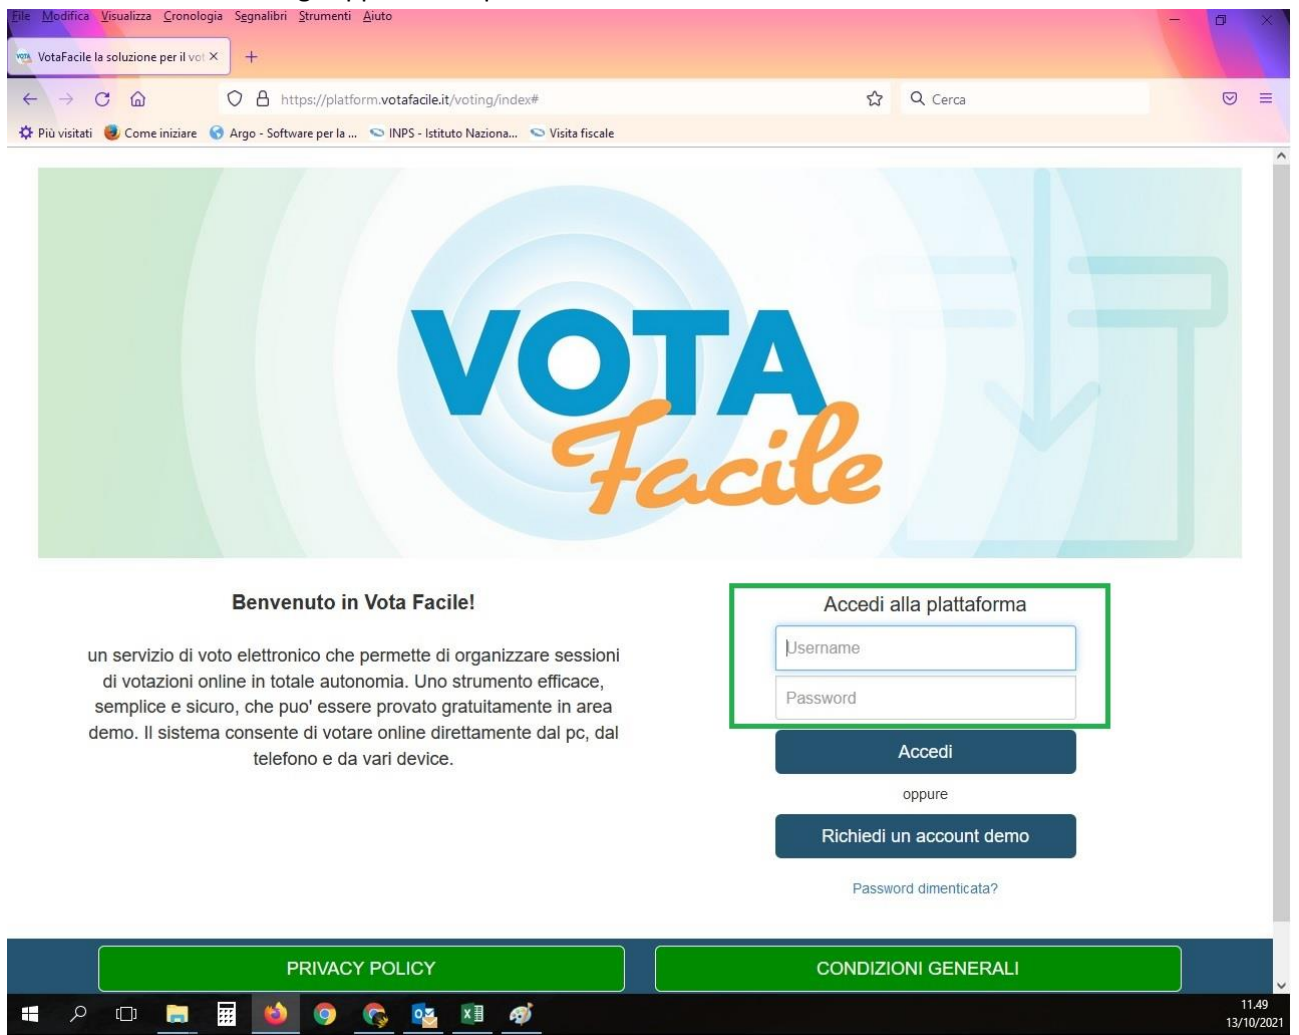 File Modifica Visualizza Cronologia Segnalibri Strumenti Aiuto
VotaFacile la soluzione per il vot
https://platform.votafacile.it/voting/index#
Cerca
Più visitati Come iniziare Argo - Software per la ... INPS - Istituto Naziona... Visita fiscale
VOTA
Facile
Benvenuto in Vota Facile!
un servizio di voto elettronico che permette di organizzare sessioni
di votazioni online in totale autonomia. Uno strumento efficace,
semplice e sicuro, che puo' essere provato gratuitamente in area
demo. Il sistema consente di votare online direttamente dal pc, dal
telefono e da vari device.
Accedi alla plattaforma
Username
Password
Accedi
oppure
Richiedi un account demo
Password dimenticata?
PRIVACY POLICY
CONDIZIONI GENERALI
11.49
13/10/2021